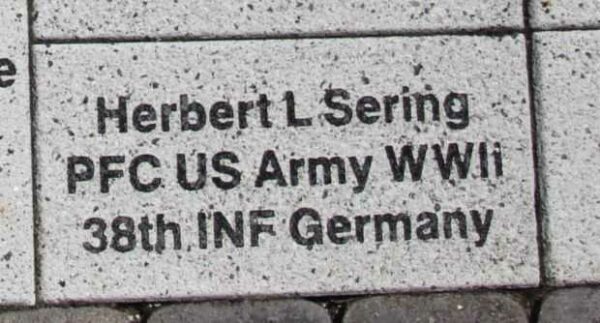 e
Herbert L Sering
PFC US Army WWII
38th INF Germany